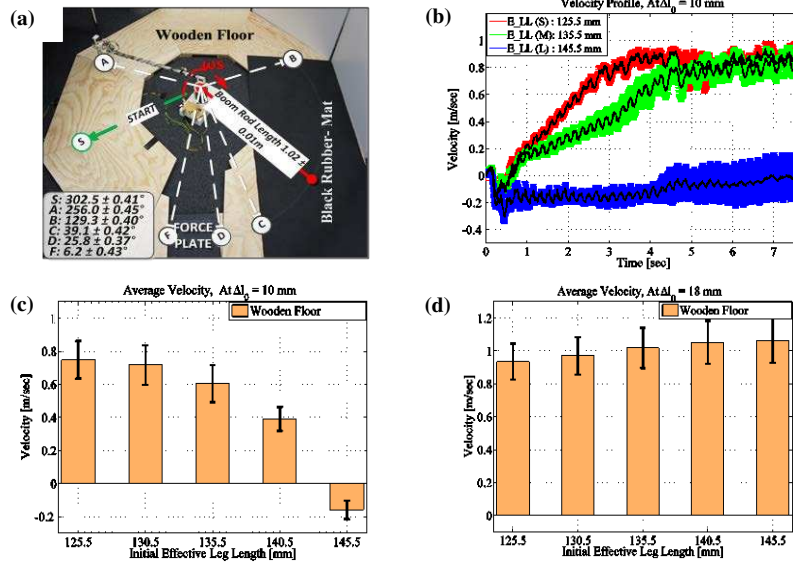 (a)
Wooden Floor
A
B
START
S
Boom Rod Length 1.02 ±
0.01m
Black Rubber- Mat
S: 302.5 ± 0.41°
A: 256.0 ± 0.45°
B: 129.3 ± 0.40°
C: 39.1 ± 0.42°
D: 25.8 ± 0.37°
F: 6.2 ± 0.43°
FORCE
PLATE
F
D
C
(b)
Velocity Profile, At Δl0 = 10 mm
E_LL (S) : 125.5 mm
E_LL (M): 135.5 mm
E_LL (L) : 145.5 mm
Velocity [m/sec]
1
0.8
0.6
0.4
0.2
0
-0.2
-0.4
0 1 2 3 4 5 6 7
Time [sec]
(c)
Average Velocity, At Δl0 = 10 mm
Wooden Floor
Velocity [m/sec]
1
0.8
0.6
0.4
0.2
0
-0.2
125.5 130.5 135.5 140.5 145.5
Initial Effective Leg Length [mm]
(d)
Average Velocity, At Δl0 = 18 mm
Wooden Floor
Velocity [m/sec]
1.2
1
0.8
0.6
0.4
0.2
0
125.5 130.5 135.5 140.5 145.5
Initial Effective Leg Length [mm]